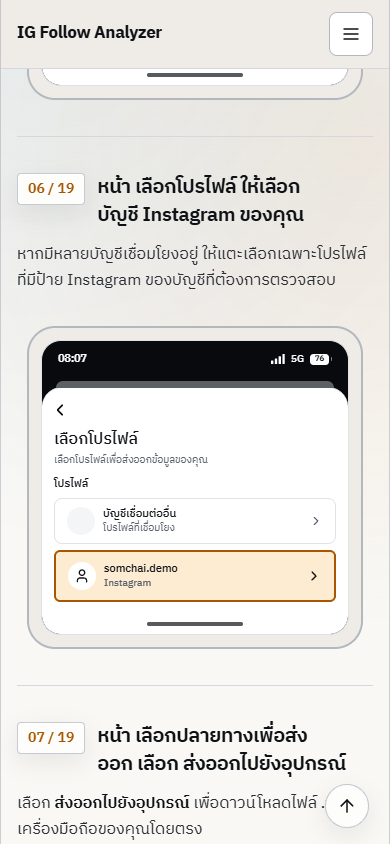 IG Follow Analyzer
06 / 19
หน้า เลือกโปรไฟล์ ให้เลือก
บัญชี Instagram ของคุณ
หากมีหลายบัญชีเชื่อมโยงอยู่ ให้แตะเลือกเฉพาะโปรไฟล์
ที่มีป้าย Instagram ของบัญชีที่ต้องการตรวจสอบ
08:07
5G 76
เลือกโปรไฟล์
เลือกโปรไฟล์เพื่อส่งออกข้อมูลของคุณ
โปรไฟล์
บัญชีเชื่อมต่ออื่น
โปรไฟล์ที่เชื่อมโยง
somchai.demo
Instagram
07 / 19
หน้า เลือกปลายทางเพื่อส่ง
ออก เลือก ส่งออกไปยังอุปกรณ์
เลือก ส่งออกไปยังอุปกรณ์ เพื่อดาวน์โหลดไฟล์ .
เครื่องมือถือของคุณโดยตรง